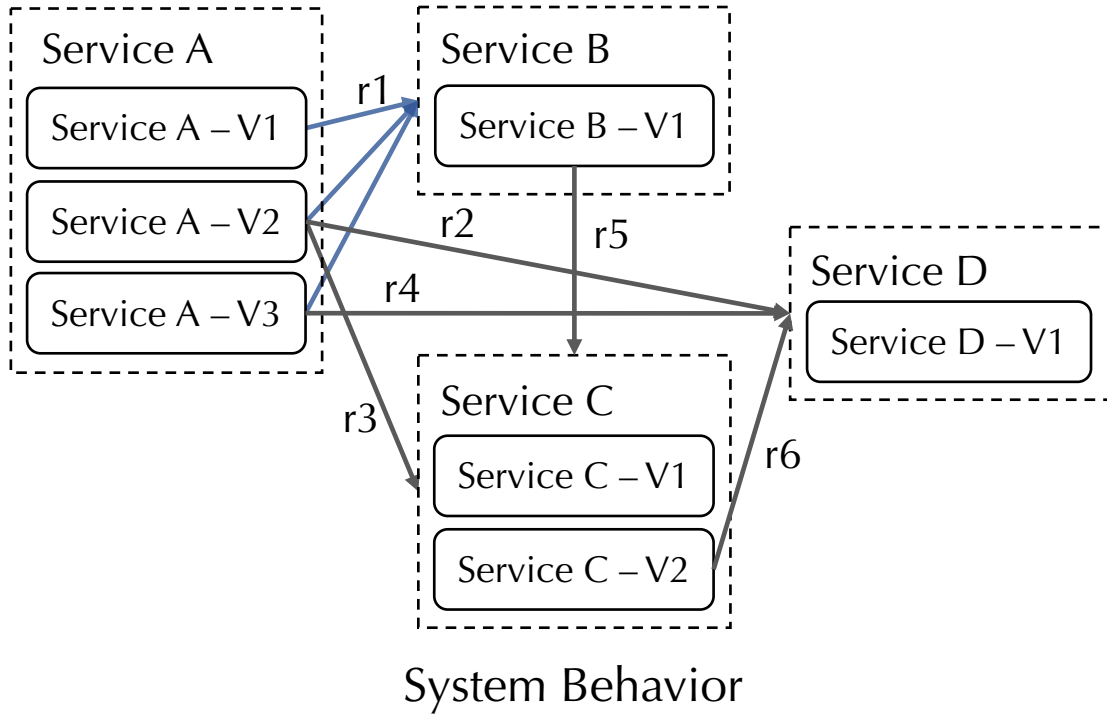 Service A
Service A – V1
Service A – V2
Service A – V3
r1
Service B
Service B – V1
r2
r5
r4
Service D
Service D – V1
r3
Service C
Service C – V1
Service C – V2
r6
System Behavior